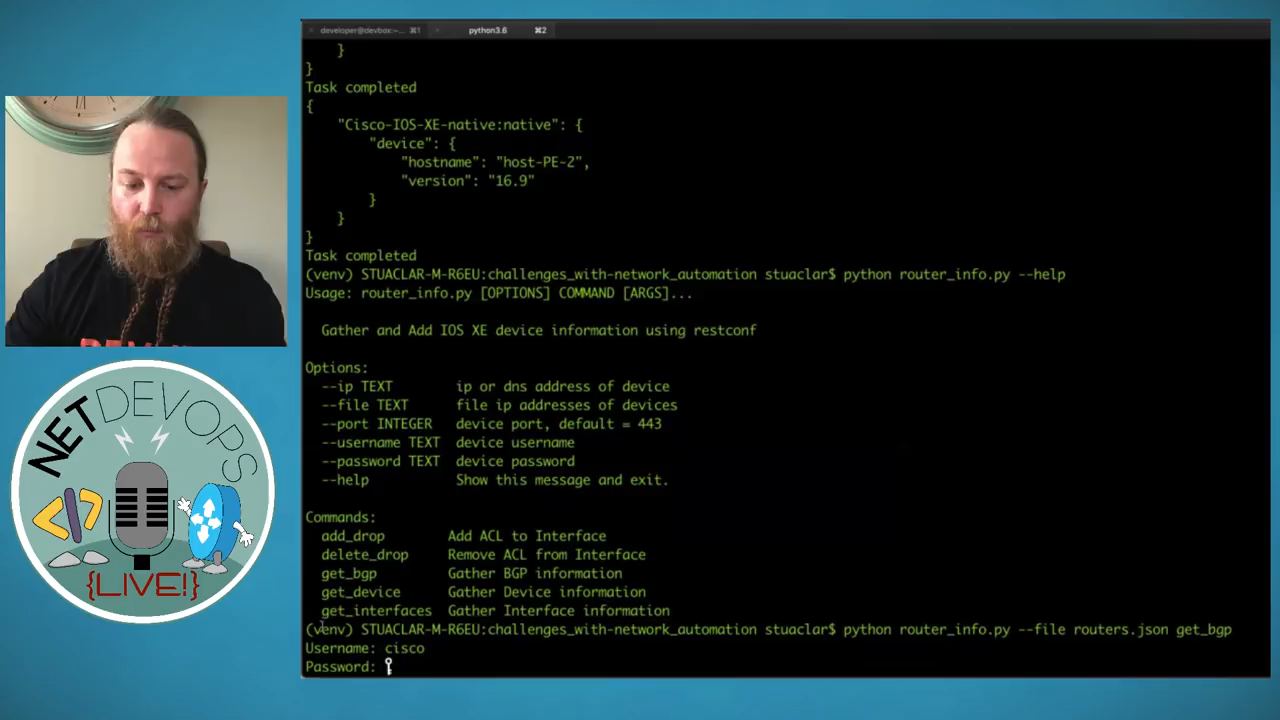 developer@devbox:~... ⌘1 python3.6 ⌘2
}
}
Task completed
{
"Cisco-IOS-XE-native:native": {
"device": {
"hostname": "host-PE-2",
"version": "16.9"
}
}
}
Task completed
(venv) STUACLAR-M-R6EU:challenges_with-network_automation stuaclar$ python router_info.py --help
Usage: router_info.py [OPTIONS] COMMAND [ARGS]...
Gather and Add IOS XE device information using restconf
Options:
--ip TEXT ip or dns address of device
--file TEXT file ip addresses of devices
--port INTEGER device port, default = 443
--username TEXT device username
--password TEXT device password
--help Show this message and exit.
Commands:
add_drop Add ACL to Interface
delete_drop Remove ACL from Interface
get_bgp Gather BGP information
get_device Gather Device information
get_interfaces Gather Interface information
(venv) STUACLAR-M-R6EU:challenges_with-network_automation stuaclar$ python router_info.py --file routers.json get_bgp
Username: cisco
Password:
NETDEVOPS
</>
{LIVE!}